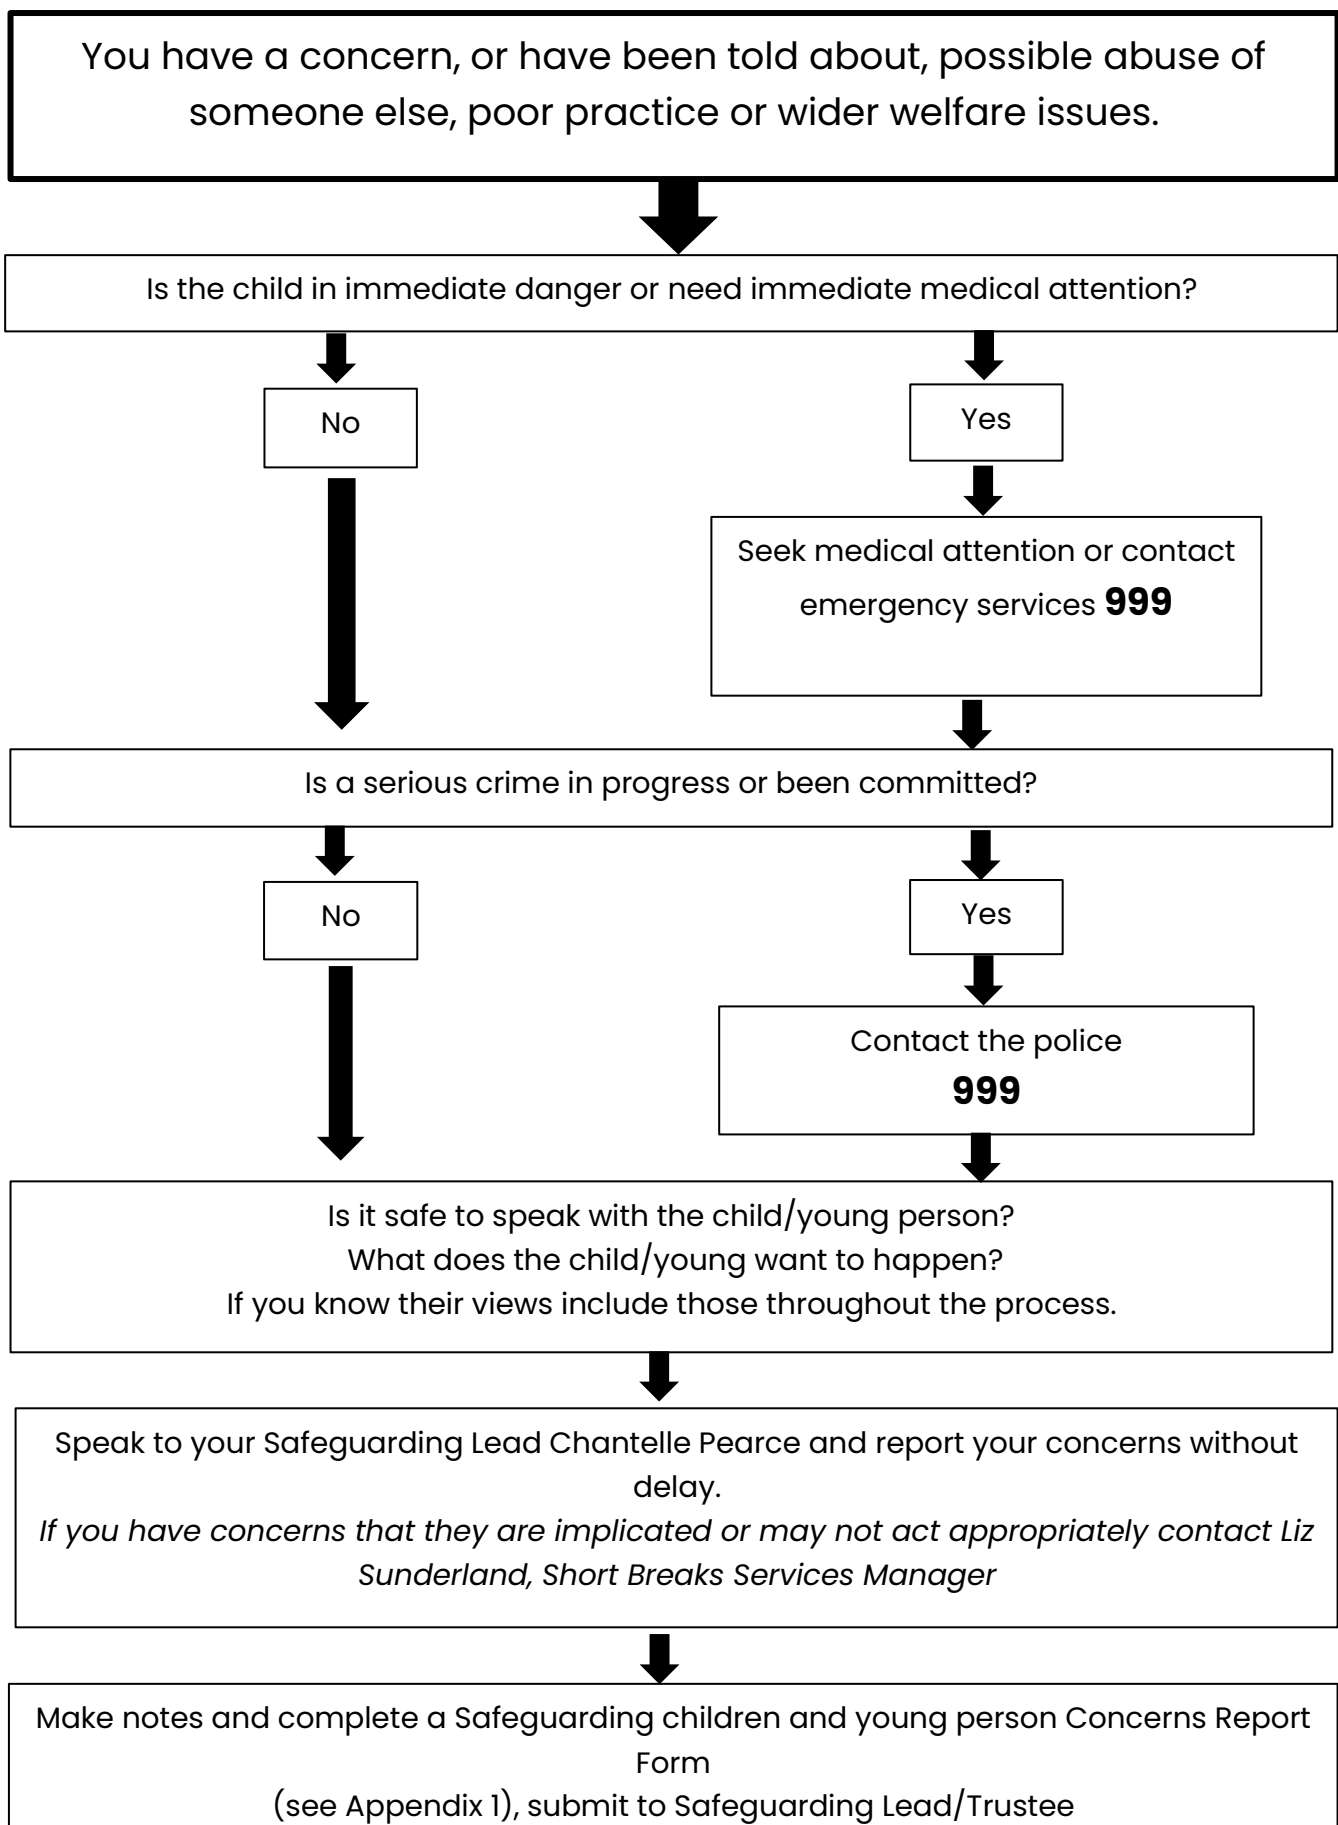 You have a concern, or have been told about, possible abuse of
someone else, poor practice or wider welfare issues.
Is the child in immediate danger or need immediate medical attention?
No
Yes
Seek medical attention or contact
emergency services 999
Is a serious crime in progress or been committed?
No
Yes
Contact the police
999
Is it safe to speak with the child/young person?
What does the child/young want to happen?
If you know their views include those throughout the process.
Speak to your Safeguarding Lead Chantelle Pearce and report your concerns without
delay.
If you have concerns that they are implicated or may not act appropriately contact Liz
Sunderland, Short Breaks Services Manager
Make notes and complete a Safeguarding children and young person Concerns Report
Form
(see Appendix 1), submit to Safeguarding Lead/Trustee